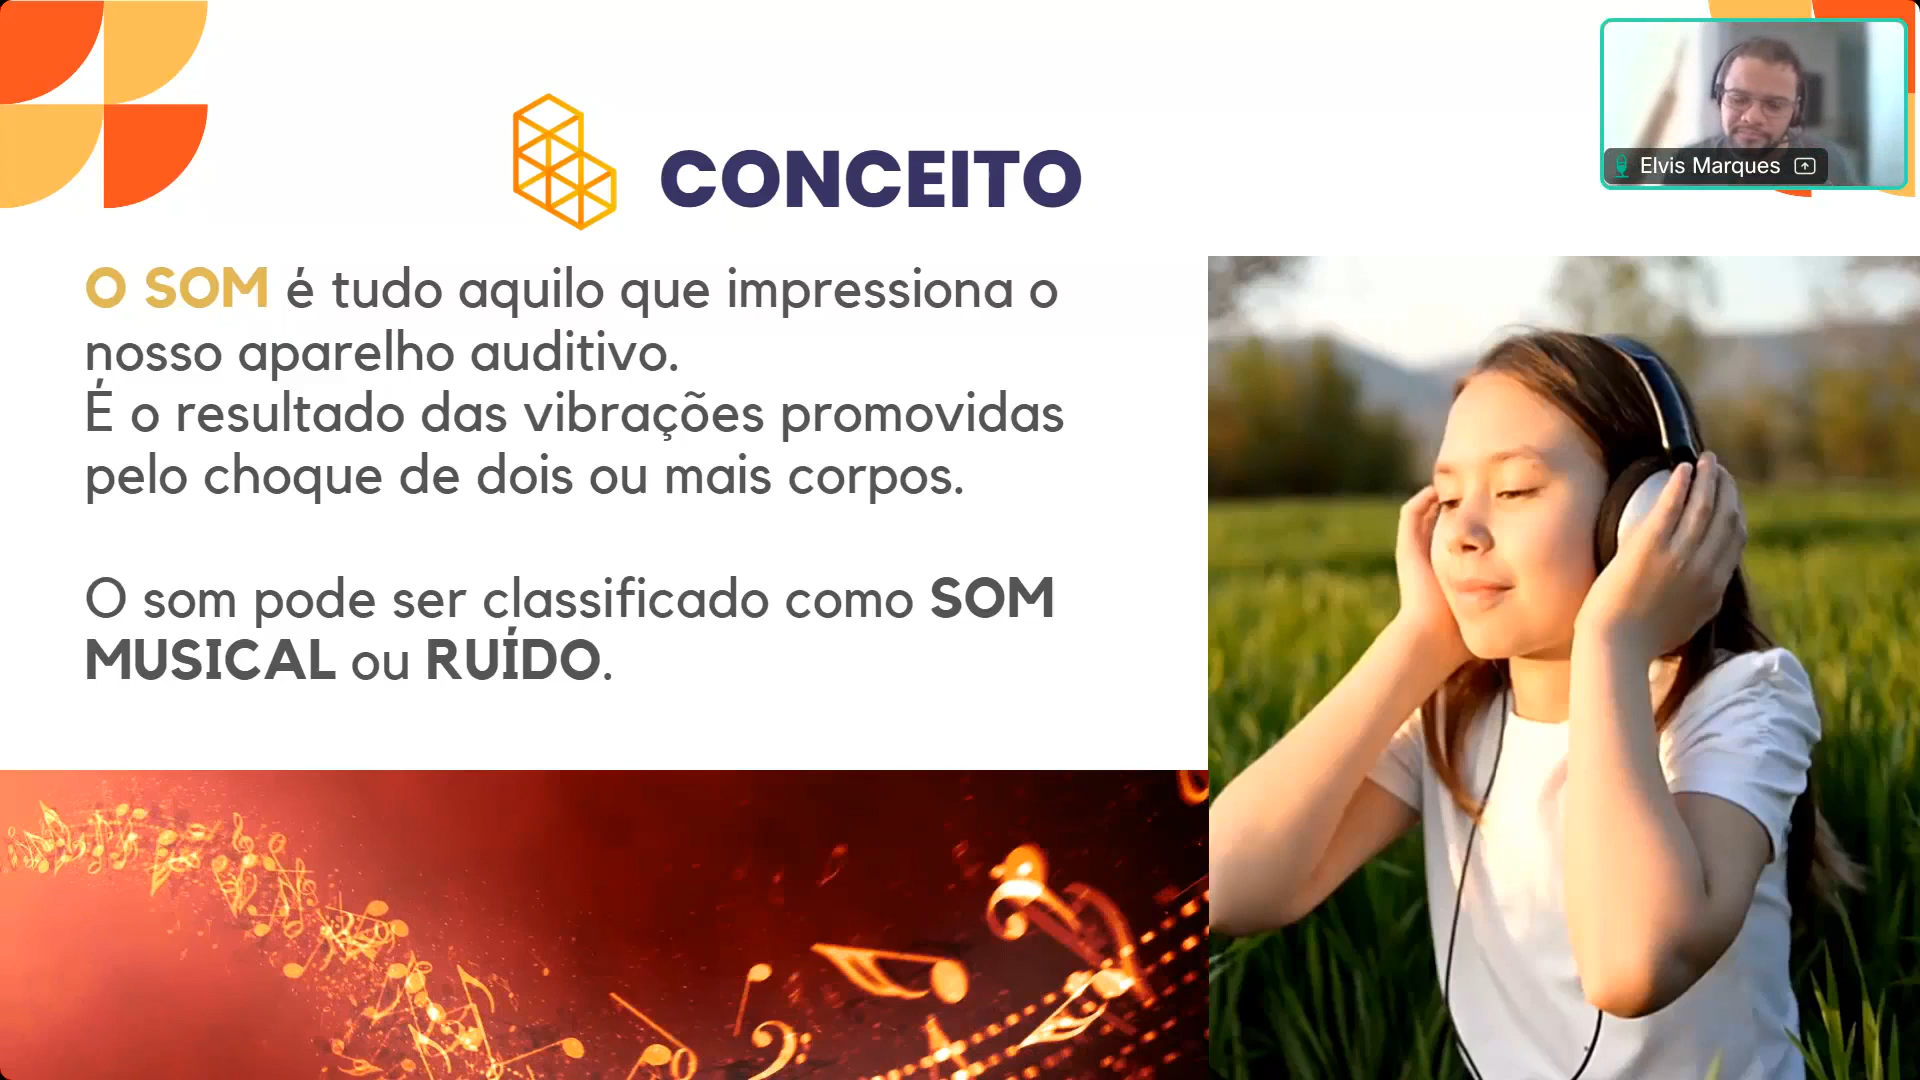 CONCEITO
Elvis Marques
O SOM é tudo aquilo que impressiona o
nosso aparelho auditivo.
É o resultado das vibrações promovidas
pelo choque de dois ou mais corpos.
O som pode ser classificado como SOM
MUSICAL ou RUÍDO.